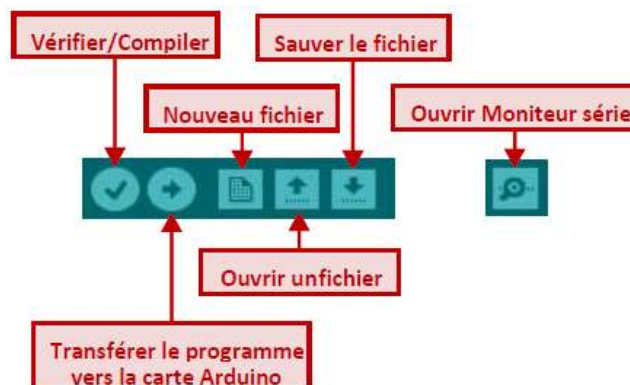 Vérifier/Compiler
Sauver le fichier
Nouveau fichier
Ouvrir Moniteur série
Ouvrir unfichier
Transférer le programme
vers la carte Arduino